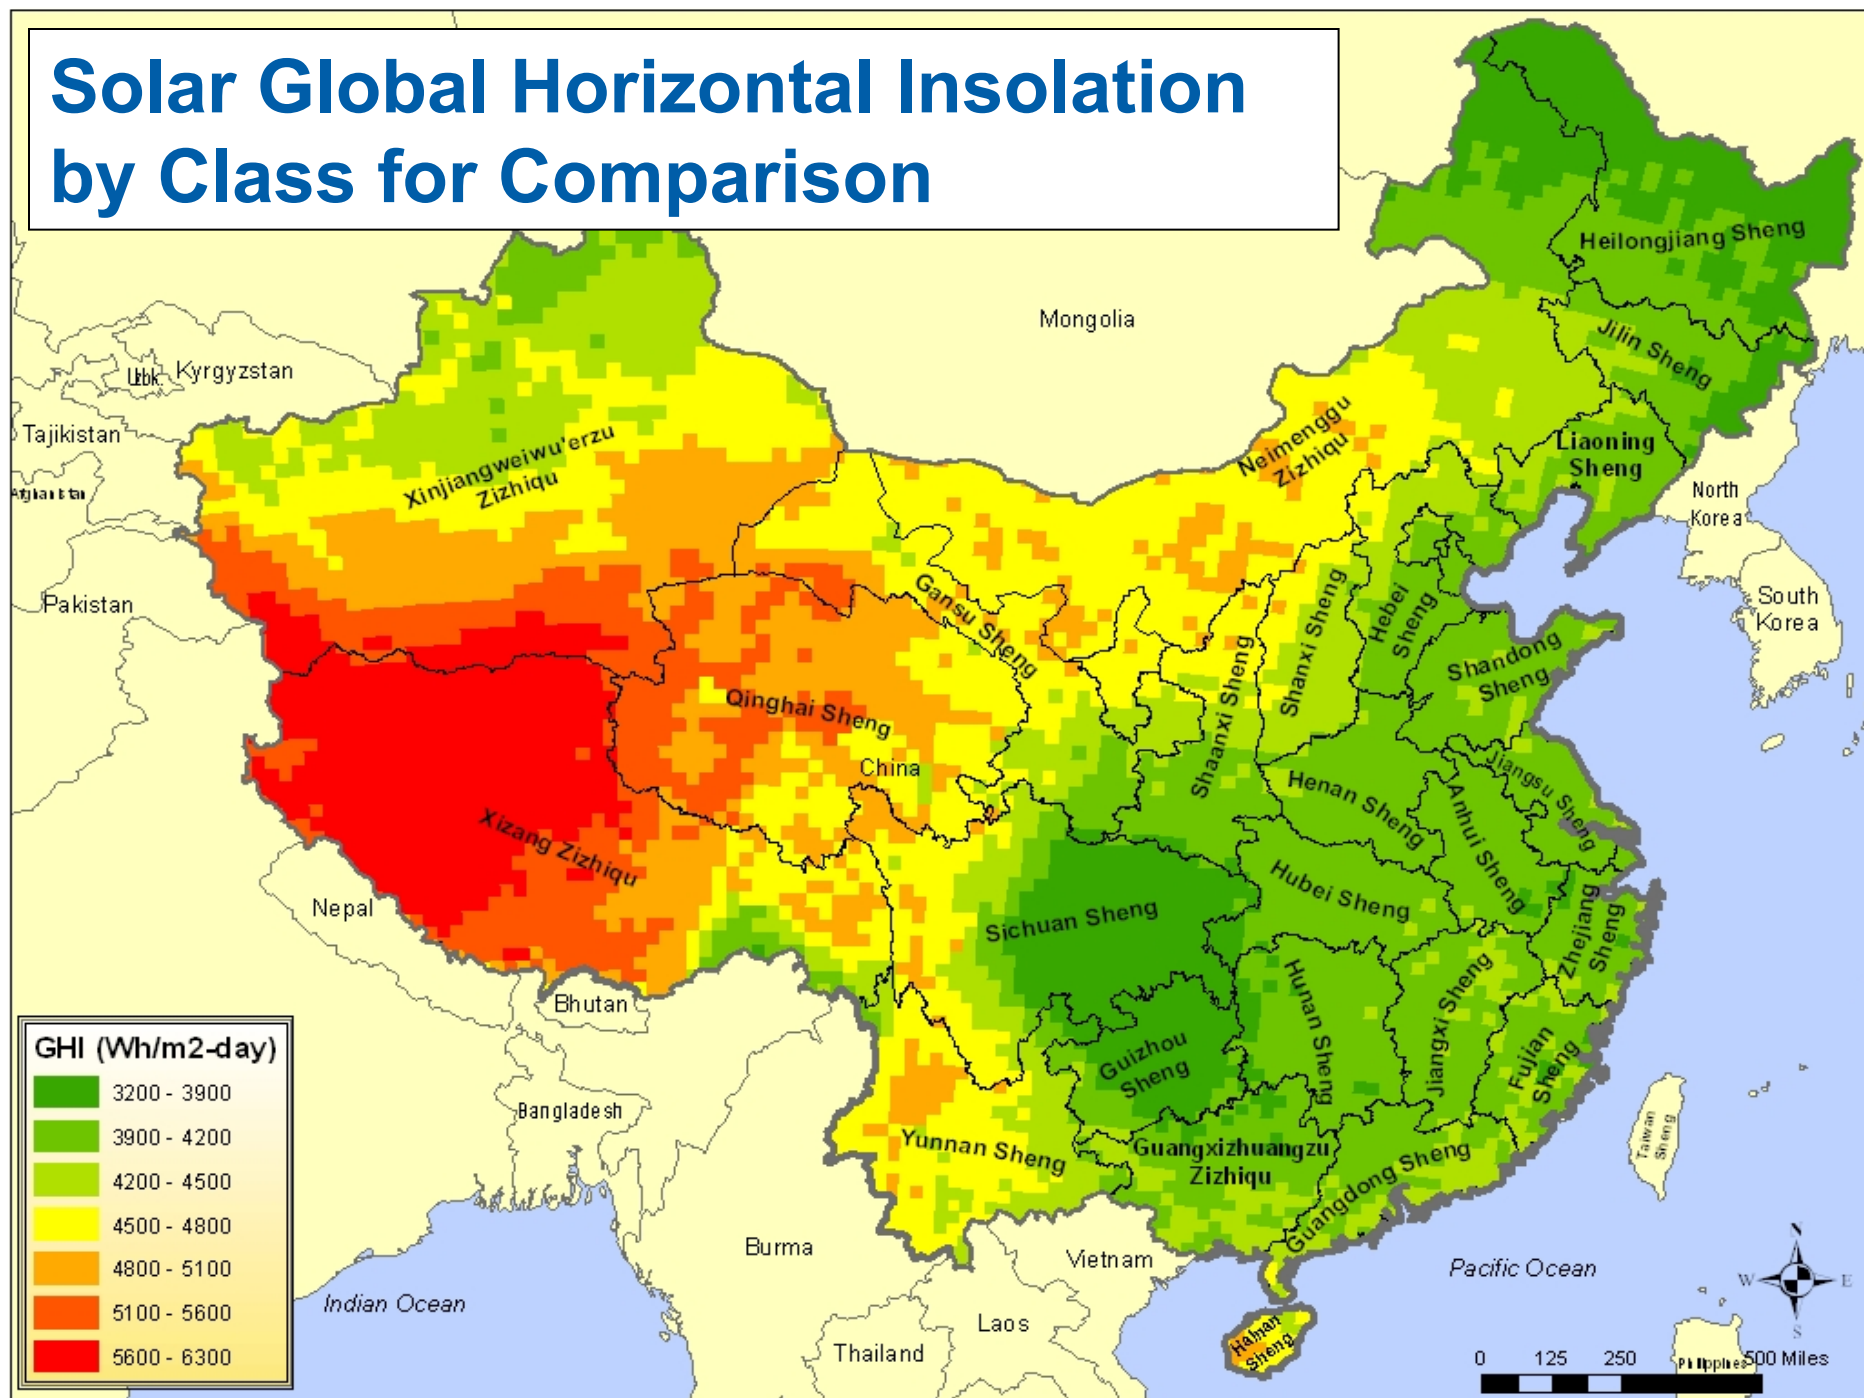 Solar Global Horizontal Insolation
by Class for Comparison
Mongolia
Heilongjiang Sheng
Jilin Sheng
Liaoning
Sheng
Uzbk.
Kyrgyzstan
Tajikistan
Afghanistan
Pakistan
Xinjiangweiwu'erzu
Zizhiqu
Neimenggu
Zizhiqu
North
Korea
South
Korea
Gansu Sheng
Hebei
Sheng
Shanxi Sheng
Shaanxi Sheng
Shandong
Sheng
Qinghai Sheng
China
Henan Sheng
Jiangsu Sheng
Anhui Sheng
Xizang Zizhiqu
Hubei Sheng
Sichuan Sheng
Zhejiang
Sheng
Nepal
Bhutan
Hunan Sheng
Jiangxi Sheng
Fujian
Sheng
Guizhou
Sheng
Bangladesh
Yunnan Sheng
Guangxizhuangzu
Zizhiqu
Guangdong Sheng
Taiwan
Sheng
Burma
Vietnam
Laos
Thailand
Hainan
Sheng
Indian Ocean
Pacific Ocean
Philippines
GHI (Wh/m2-day)
3200 - 3900
3900 - 4200
4200 - 4500
4500 - 4800
4800 - 5100
5100 - 5600
5600 - 6300
N
W E
S
0 125 250 500 Miles